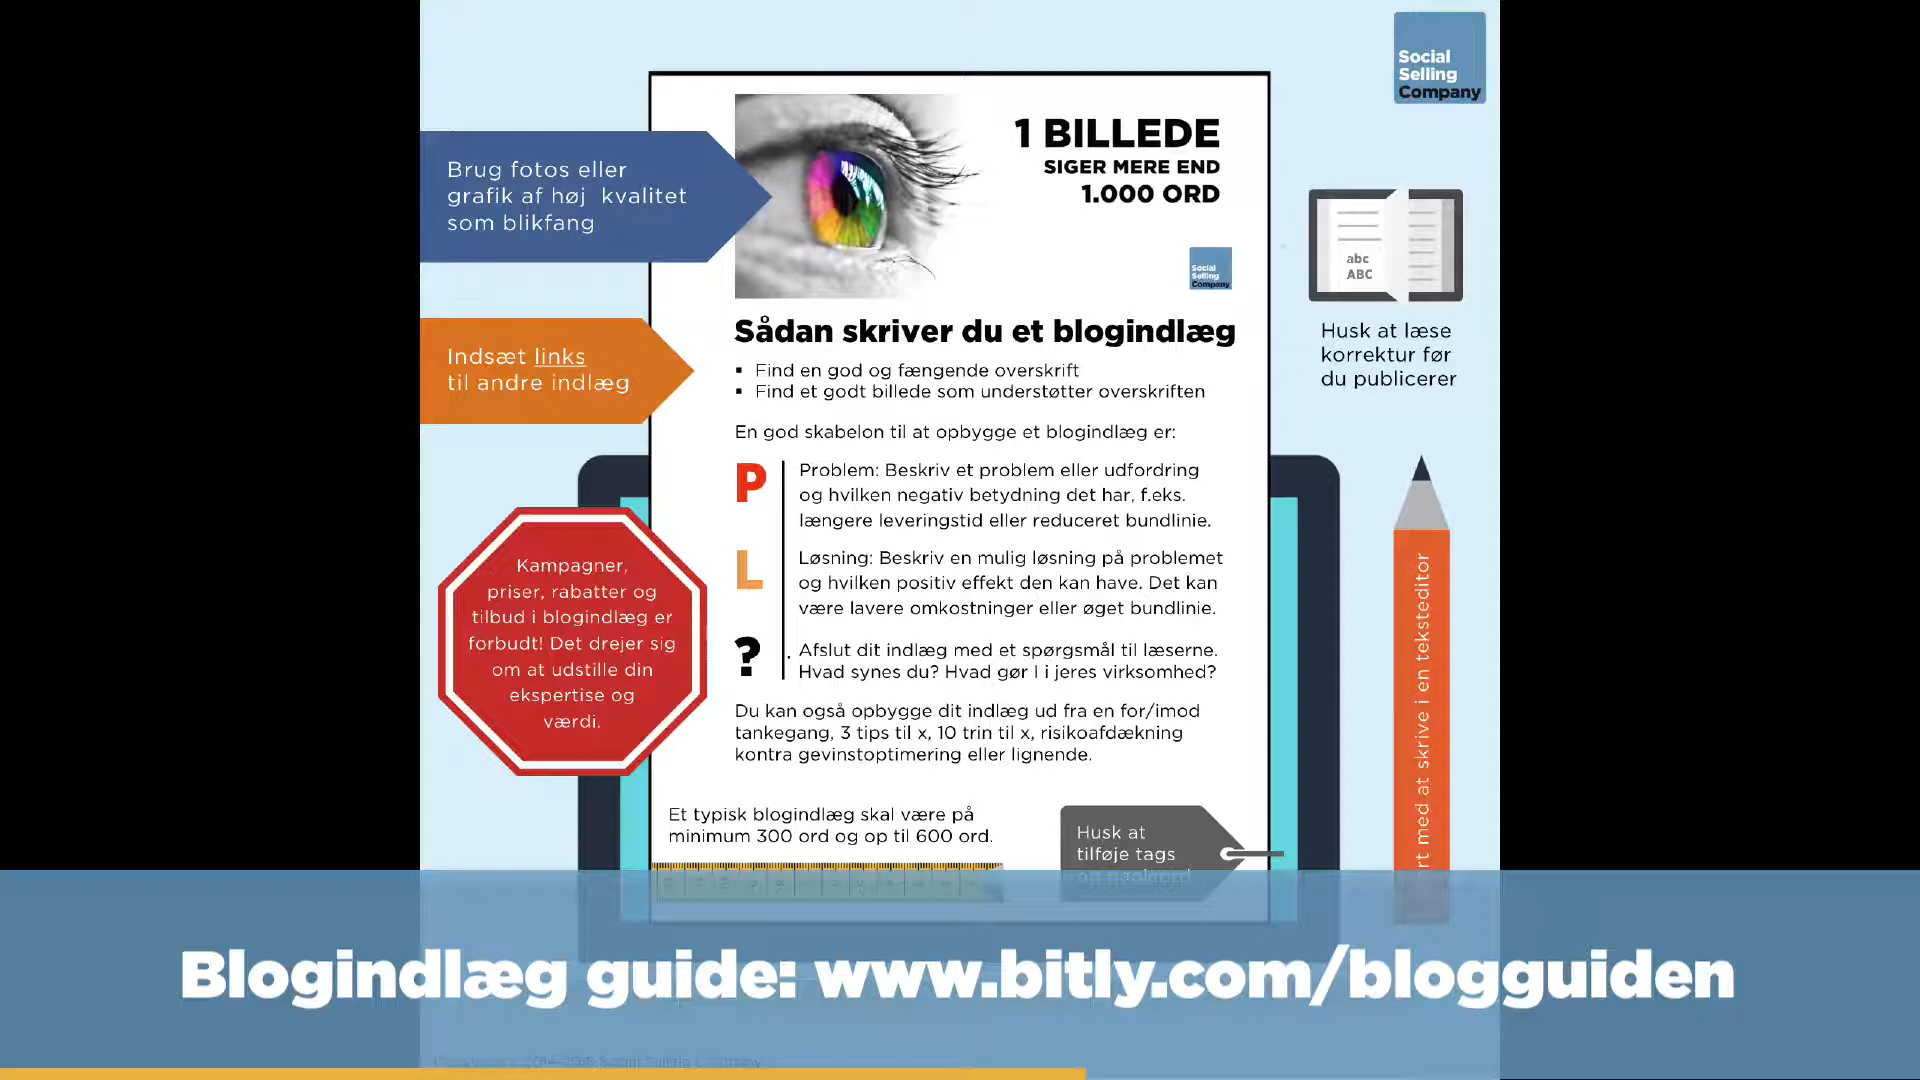 Social
Selling
Company
Brug fotos eller
grafik af høj kvalitet
som blikfang
1 BILLEDE
SIGER MERE END
1.000 ORD
Social
Selling
Company
abc
ABC
Husk at læse
korrektur før
du publicerer
Indsæt links
til andre indlæg
Sådan skriver du et blogindlæg
▪ Find en god og fængende overskrift
▪ Find et godt billede som understøtter overskriften
En god skabelon til at opbygge et blogindlæg er:
P
Problem: Beskriv et problem eller udfordring
og hvilken negativ betydning det har, f.eks.
længere leveringstid eller reduceret bundlinie.
L
Løsning: Beskriv en mulig løsning på problemet
og hvilken positiv effekt den kan have. Det kan
være lavere omkostninger eller øget bundlinie.
?
Afslut dit indlæg med et spørgsmål til læserne.
Hvad synes du? Hvad gør I i jeres virksomhed?
Kampagner,
priser, rabatter og
tilbud i blogindlæg er
forbudt! Det drejer sig
om at udstille din
ekspertise og
værdi.
Du kan også opbygge dit indlæg ud fra en for/imod
tankegang, 3 tips til x, 10 trin til x, risikoafdækning
kontra gevinstoptimering eller lignende.
Et typisk blogindlæg skal være på
minimum 300 ord og op til 600 ord.
Husk at
tilføje tags
og nøgleord
rt med at skrive i en teksteditor
Blogindlæg guide: www.bitly.com/blogguiden